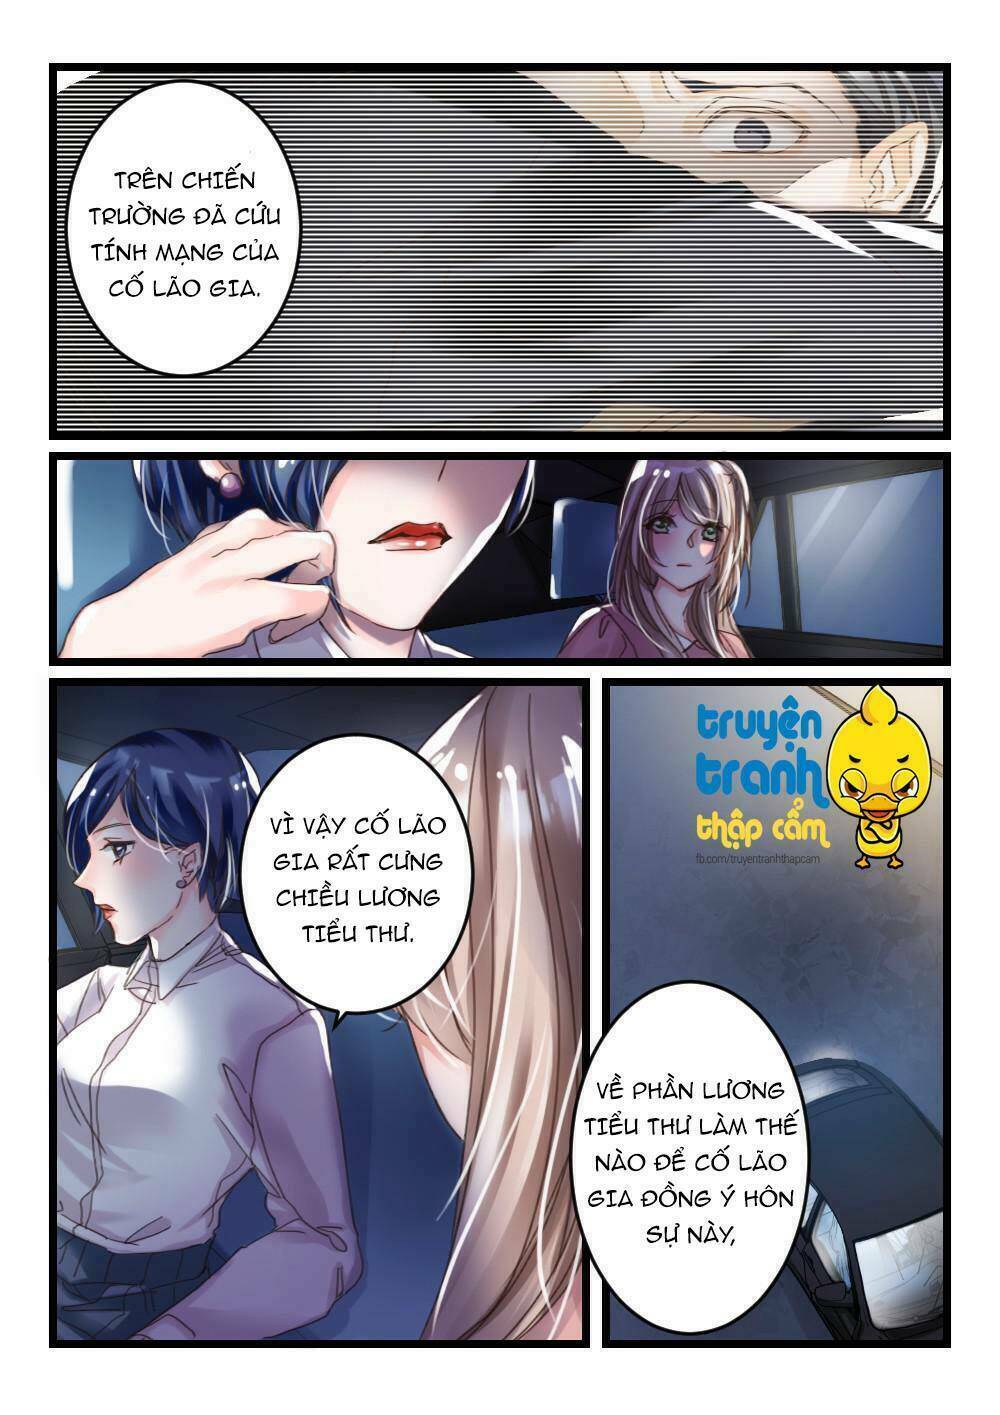 TRÊN CHIẾN
TRƯỜNG ĐÃ CỨU
TÍNH MẠNG CỦA
CỐ LÃO GIA.
VÌ VẬY CỐ LÃO
GIA RẤT CƯNG
CHIỀU LƯƠNG
TIỂU THƯ.
truyện
tranh
thập cẩm
fb.com/truyentranhthapcam
VỀ PHẦN LƯƠNG
TIỂU THƯ LÀM THẾ
NÀO ĐỂ CỐ LÃO
GIA ĐỒNG Ý HÔN
SỰ NÀY,